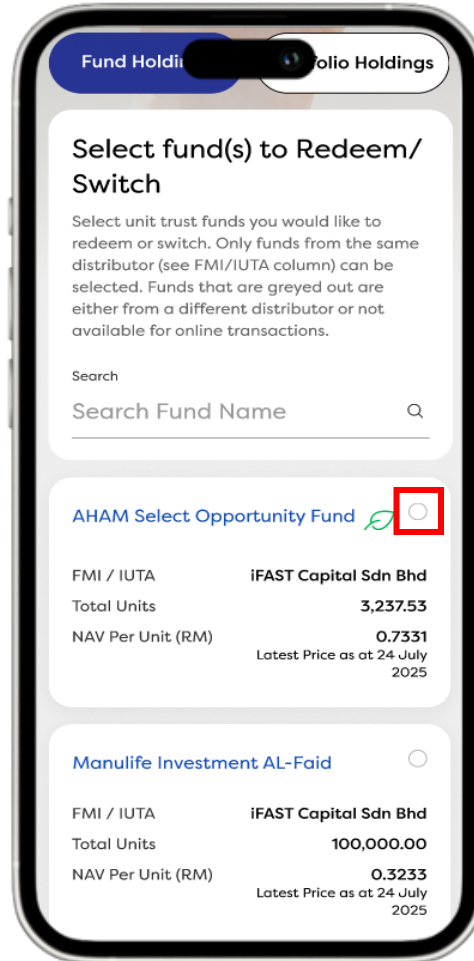 Fund Holdin
folio Holdings
Select fund(s) to Redeem/
Switch
Select unit trust funds you would like to
redeem or switch. Only funds from the same
distributor (see FMI/IUTA column) can be
selected. Funds that are greyed out are
either from a different distributor or not
available for online transactions.
Search
Search Fund Name
AHAM Select Opportunity Fund
FMI / IUTA iFAST Capital Sdn Bhd
Total Units 3,237.53
NAV Per Unit (RM) 0.7331
Latest Price as at 24 July
2025
Manulife Investment AL-Faid
FMI / IUTA iFAST Capital Sdn Bhd
Total Units 100,000.00
NAV Per Unit (RM) 0.3233
Latest Price as at 24 July
2025